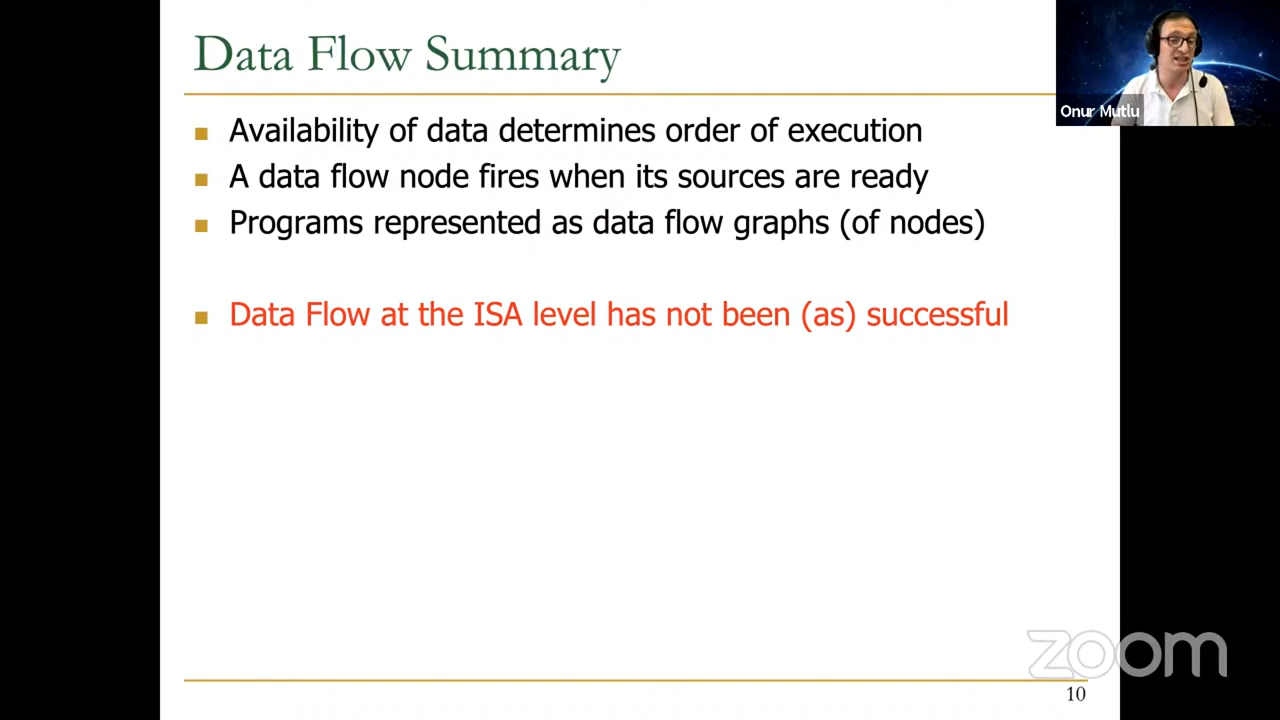 Data Flow Summary
Onur Mutlu
Availability of data determines order of execution
A data flow node fires when its sources are ready
Programs represented as data flow graphs (of nodes)
Data Flow at the ISA level has not been (as) successful
zoom
10